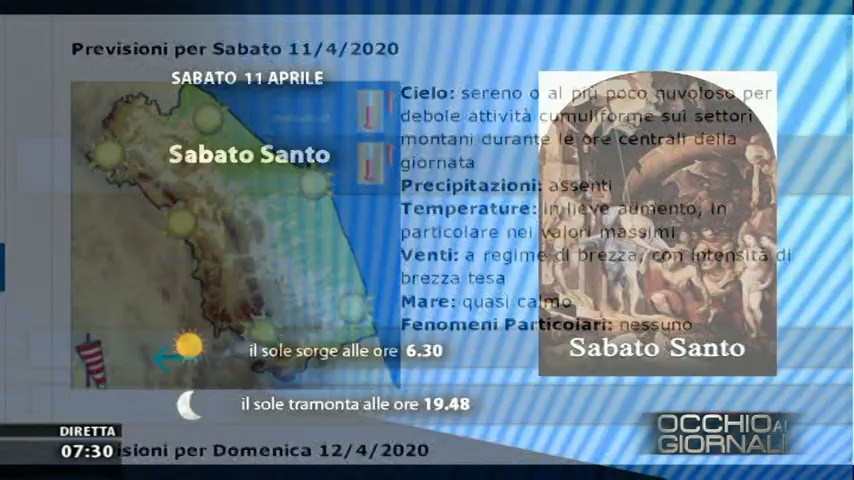 Previsioni per Sabato 11/4/2020
SABATO 11 APRILE
Sabato Santo
Cielo: sereno o al più poco nuvoloso per
debole attività cumuliforme sui settori
montani durante le ore centrali della
giornata
Precipitazioni: assenti
Temperature: in lieve aumento, in
particolare nei valori massimi
Venti: a regime di brezza, con intensità di
brezza tesa
Mare: quasi calmo
Fenomeni Particolari: nessuno
Sabato Santo
il sole sorge alle ore 6.30
il sole tramonta alle ore 19.48
OCCHIO AI
GIORNALI
DIRETTA
07:30
isioni per Domenica 12/4/2020